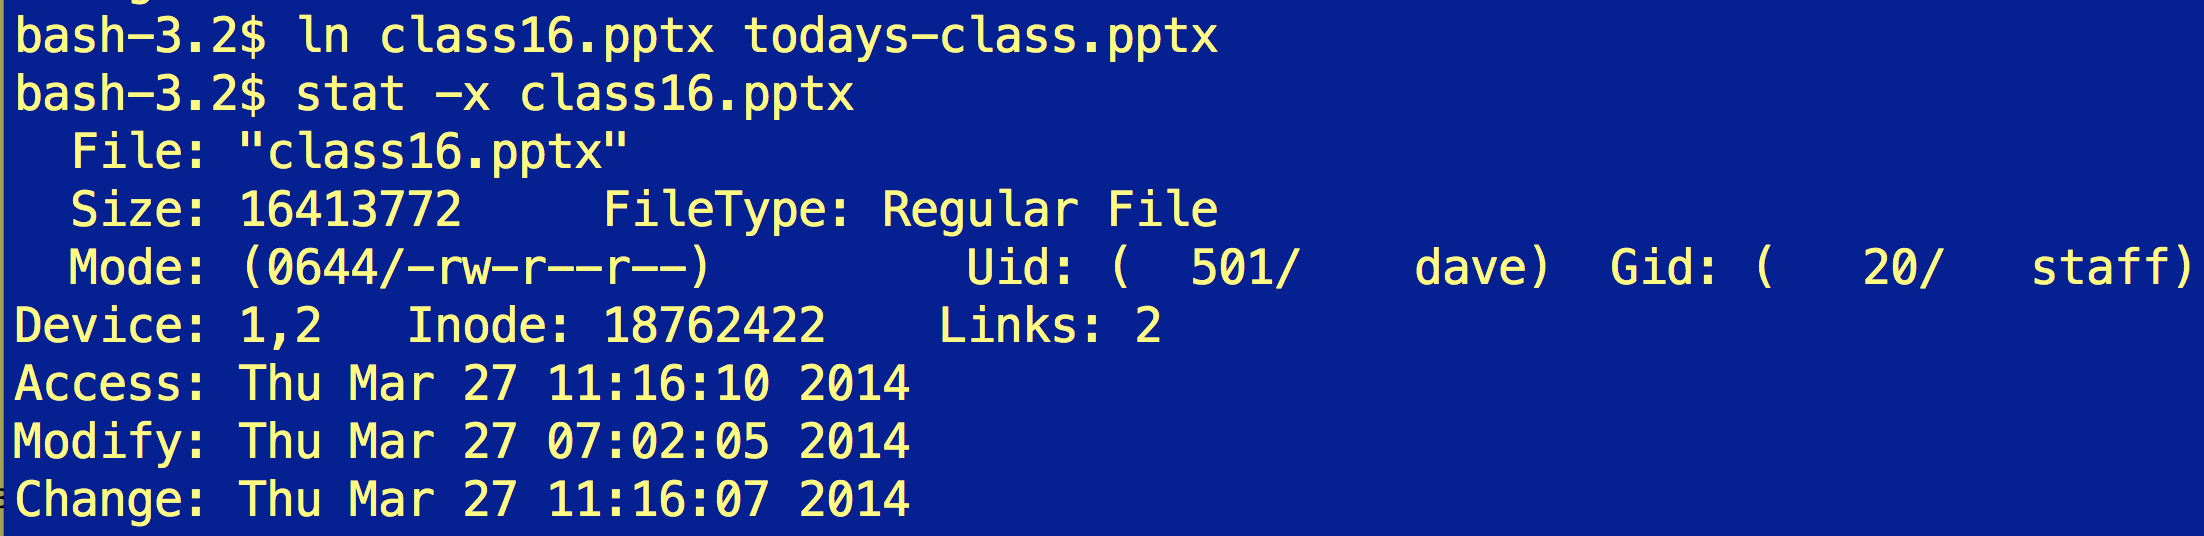 bash-3.2$ ln class16.pptx todays-class.pptx
bash-3.2$ stat -x class16.pptx
  File: "class16.pptx"
  Size: 16413772     FileType: Regular File
  Mode: (0644/-rw-r--r--)         Uid: (  501/    dave)  Gid: (   20/   staff)
Device: 1,2   Inode: 18762422    Links: 2
Access: Thu Mar 27 11:16:10 2014
Modify: Thu Mar 27 07:02:05 2014
Change: Thu Mar 27 11:16:07 2014